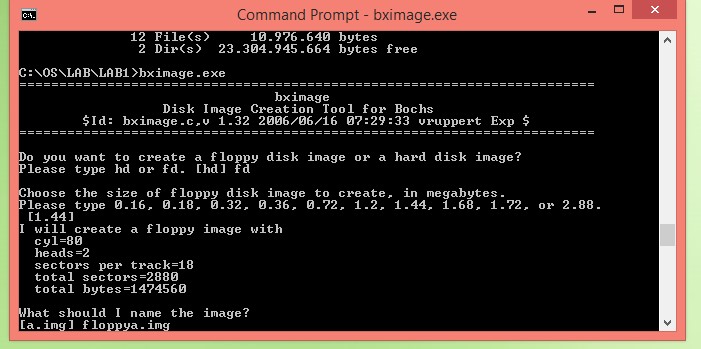 Command Prompt - bximage.exe
12 File(s) 10.976.640 bytes
2 Dir(s) 23.304.945.664 bytes free
C:\OS\LAB\LAB1>bximage.exe
========================================================================
bximage
Disk Image Creation Tool for Bochs
$Id: bximage.c,v 1.32 2006/06/16 07:29:33 vruppert Exp $
========================================================================
Do you want to create a floppy disk image or a hard disk image?
Please type hd or fd. [hd] fd
Choose the size of floppy disk image to create, in megabytes.
Please type 0.16, 0.18, 0.32, 0.36, 0.72, 1.2, 1.44, 1.68, 1.72, or 2.88.
[1.44]
I will create a floppy image with
cyl=80
heads=2
sectors per track=18
total sectors=2880
total bytes=1474560
What should I name the image?
[a.img] floppya.img